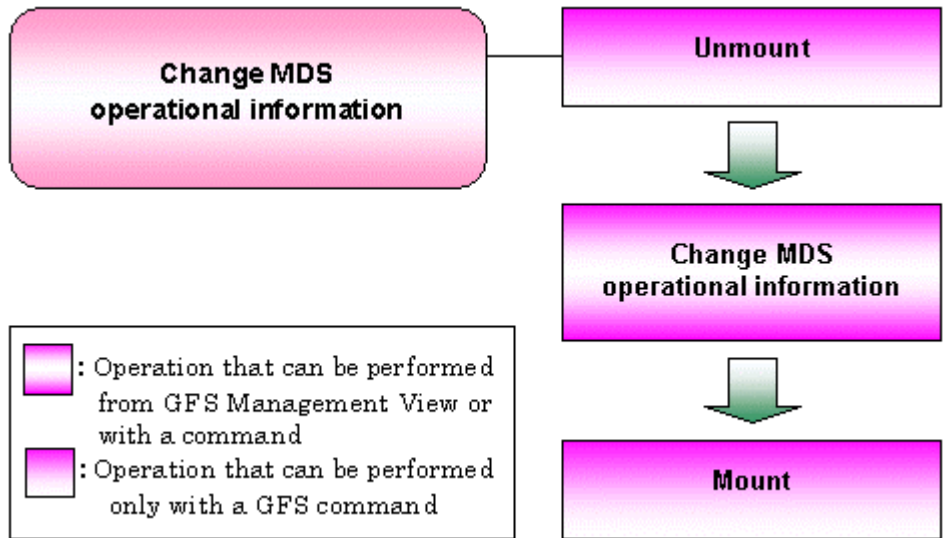 Change MDS
operational information
Unmount
Change MDS
operational information
Mount
: Operation that can be performed
from GFS Management View or
with a command
: Operation that can be performed
only with a GFS command